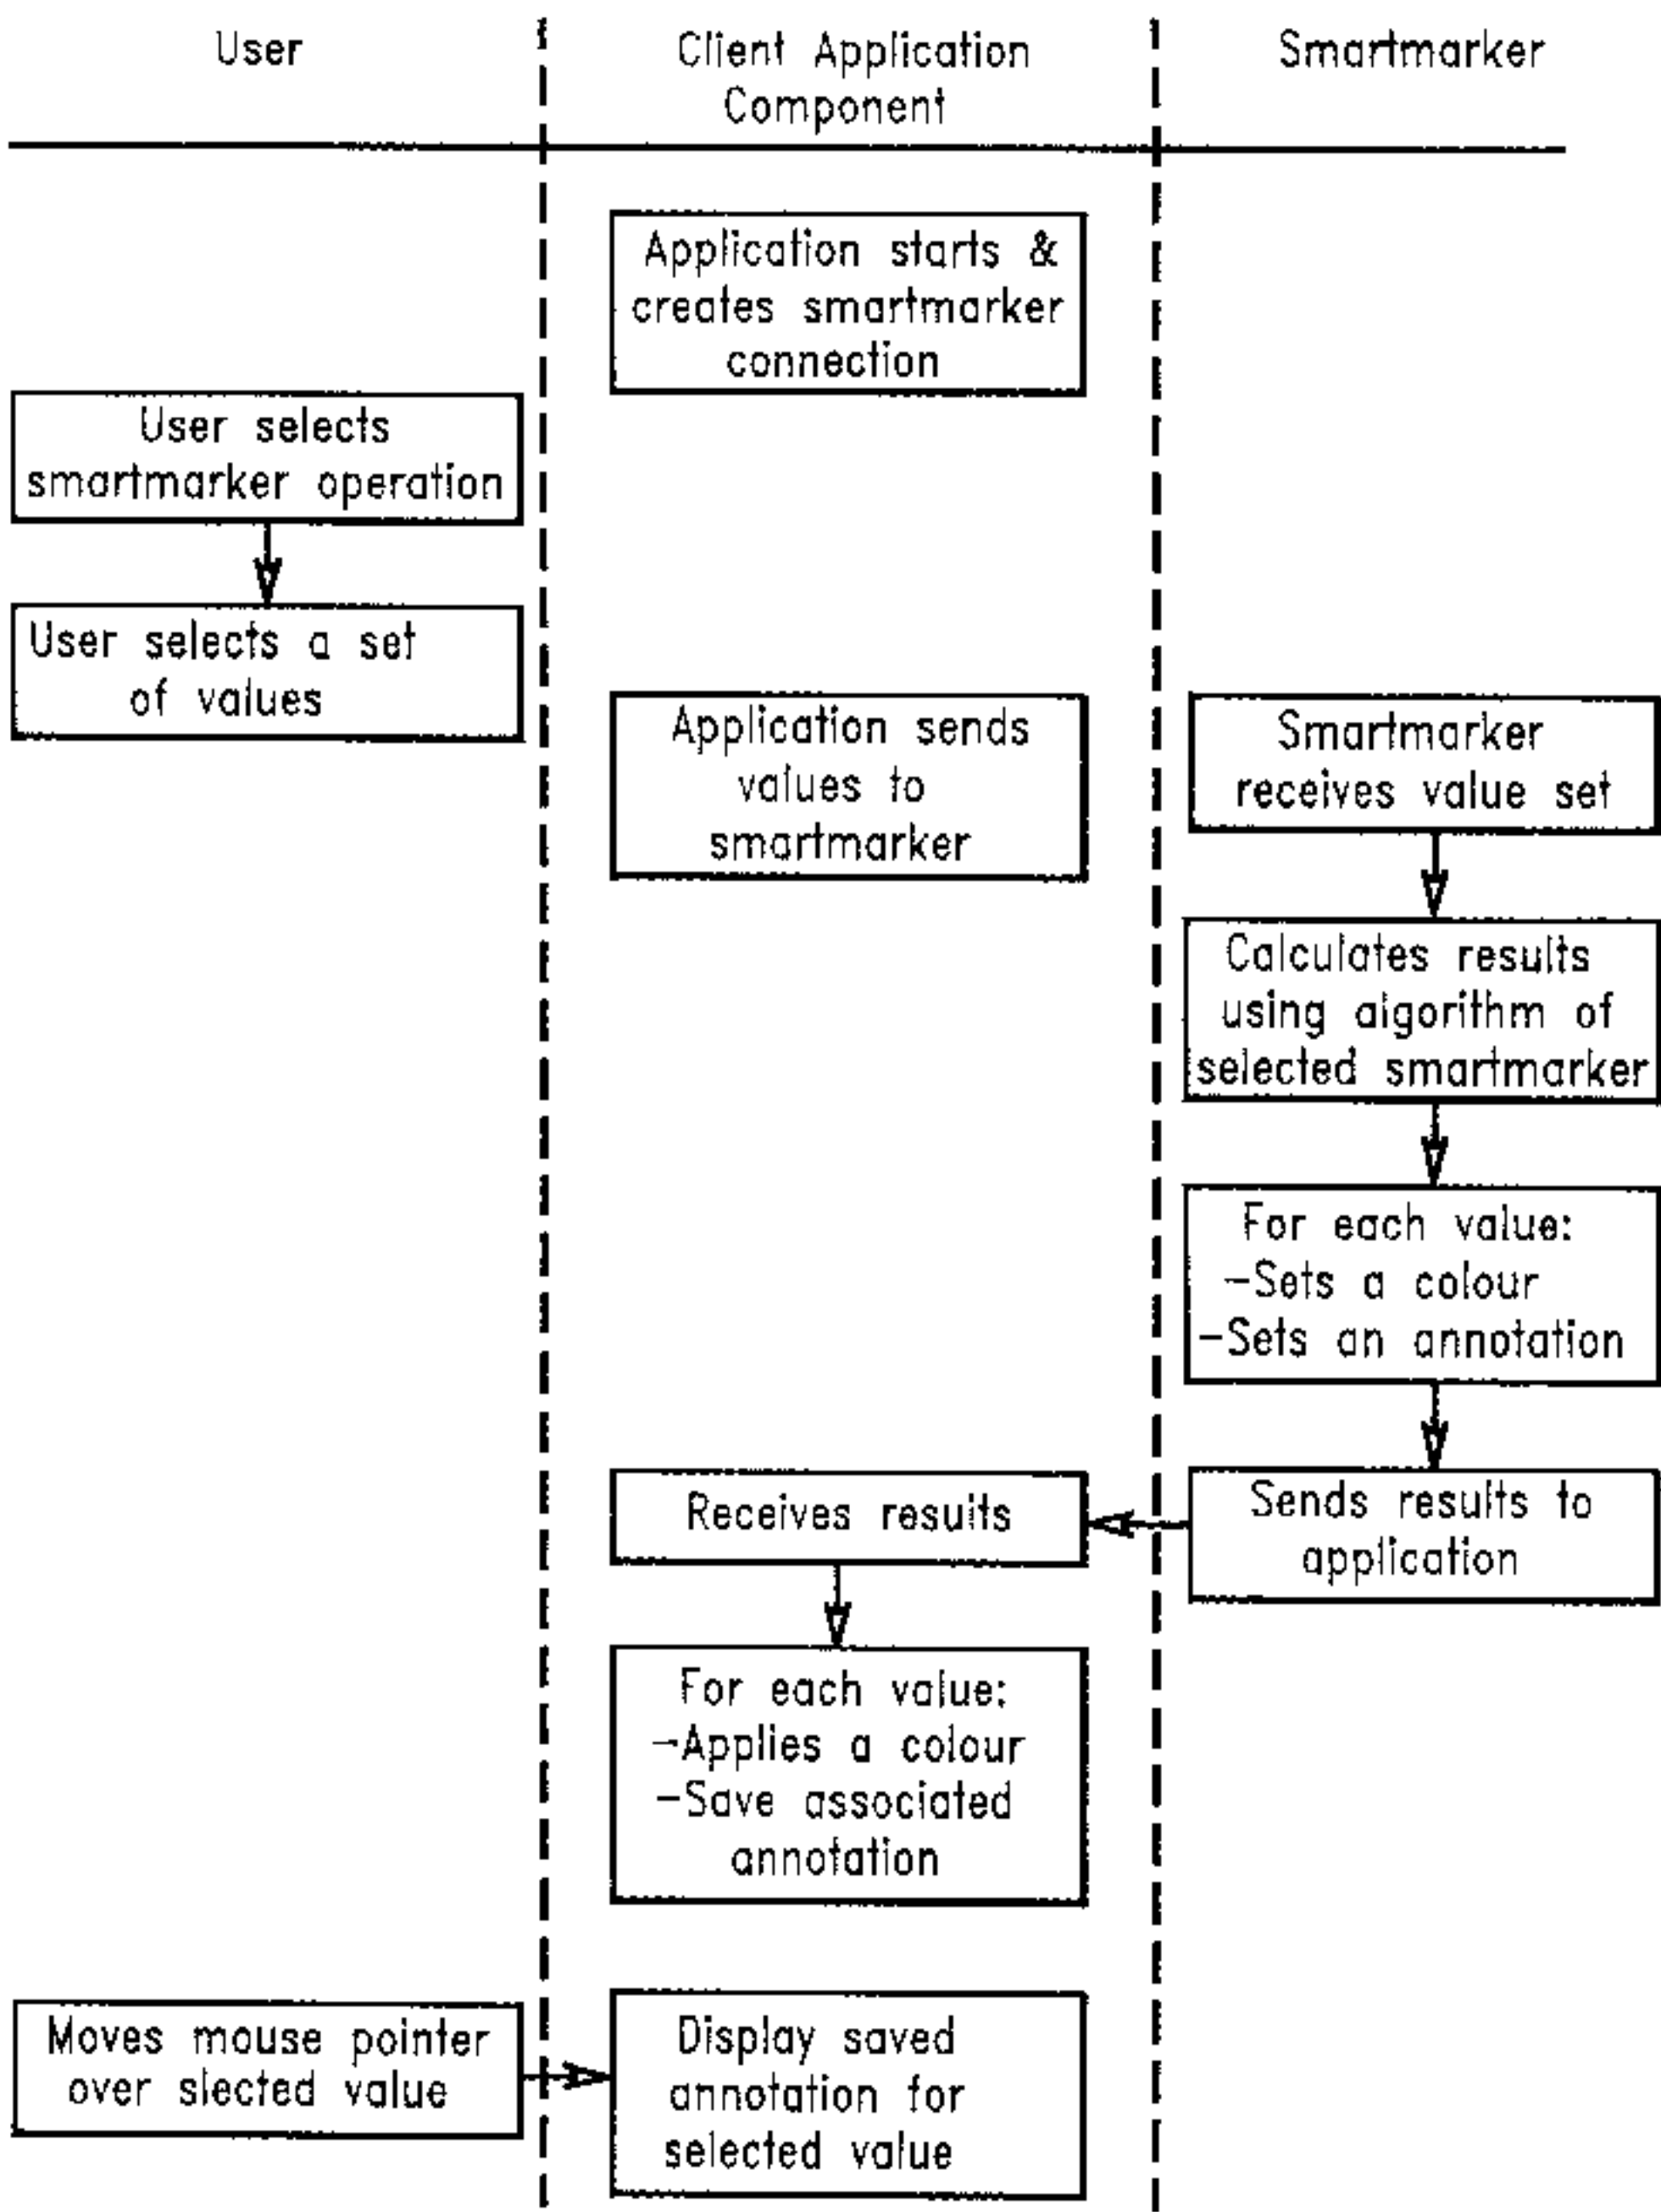 User
Client Application
Component
Smartmarker
Application starts &
creates smartmarker
connection
User selects
smartmarker operation
User selects a set
of values
Application sends
values to
smartmarker
Smartmarker
receives value set
Calculates results
using algorithm of
selected smartmarker
For each value:
-Sets a colour
-Sets an annotation
Sends results to
application
Receives results
For each value:
-Applies a colour
-Save associated
annotation
Moves mouse pointer
over slected value
Display saved
annotation for
selected value